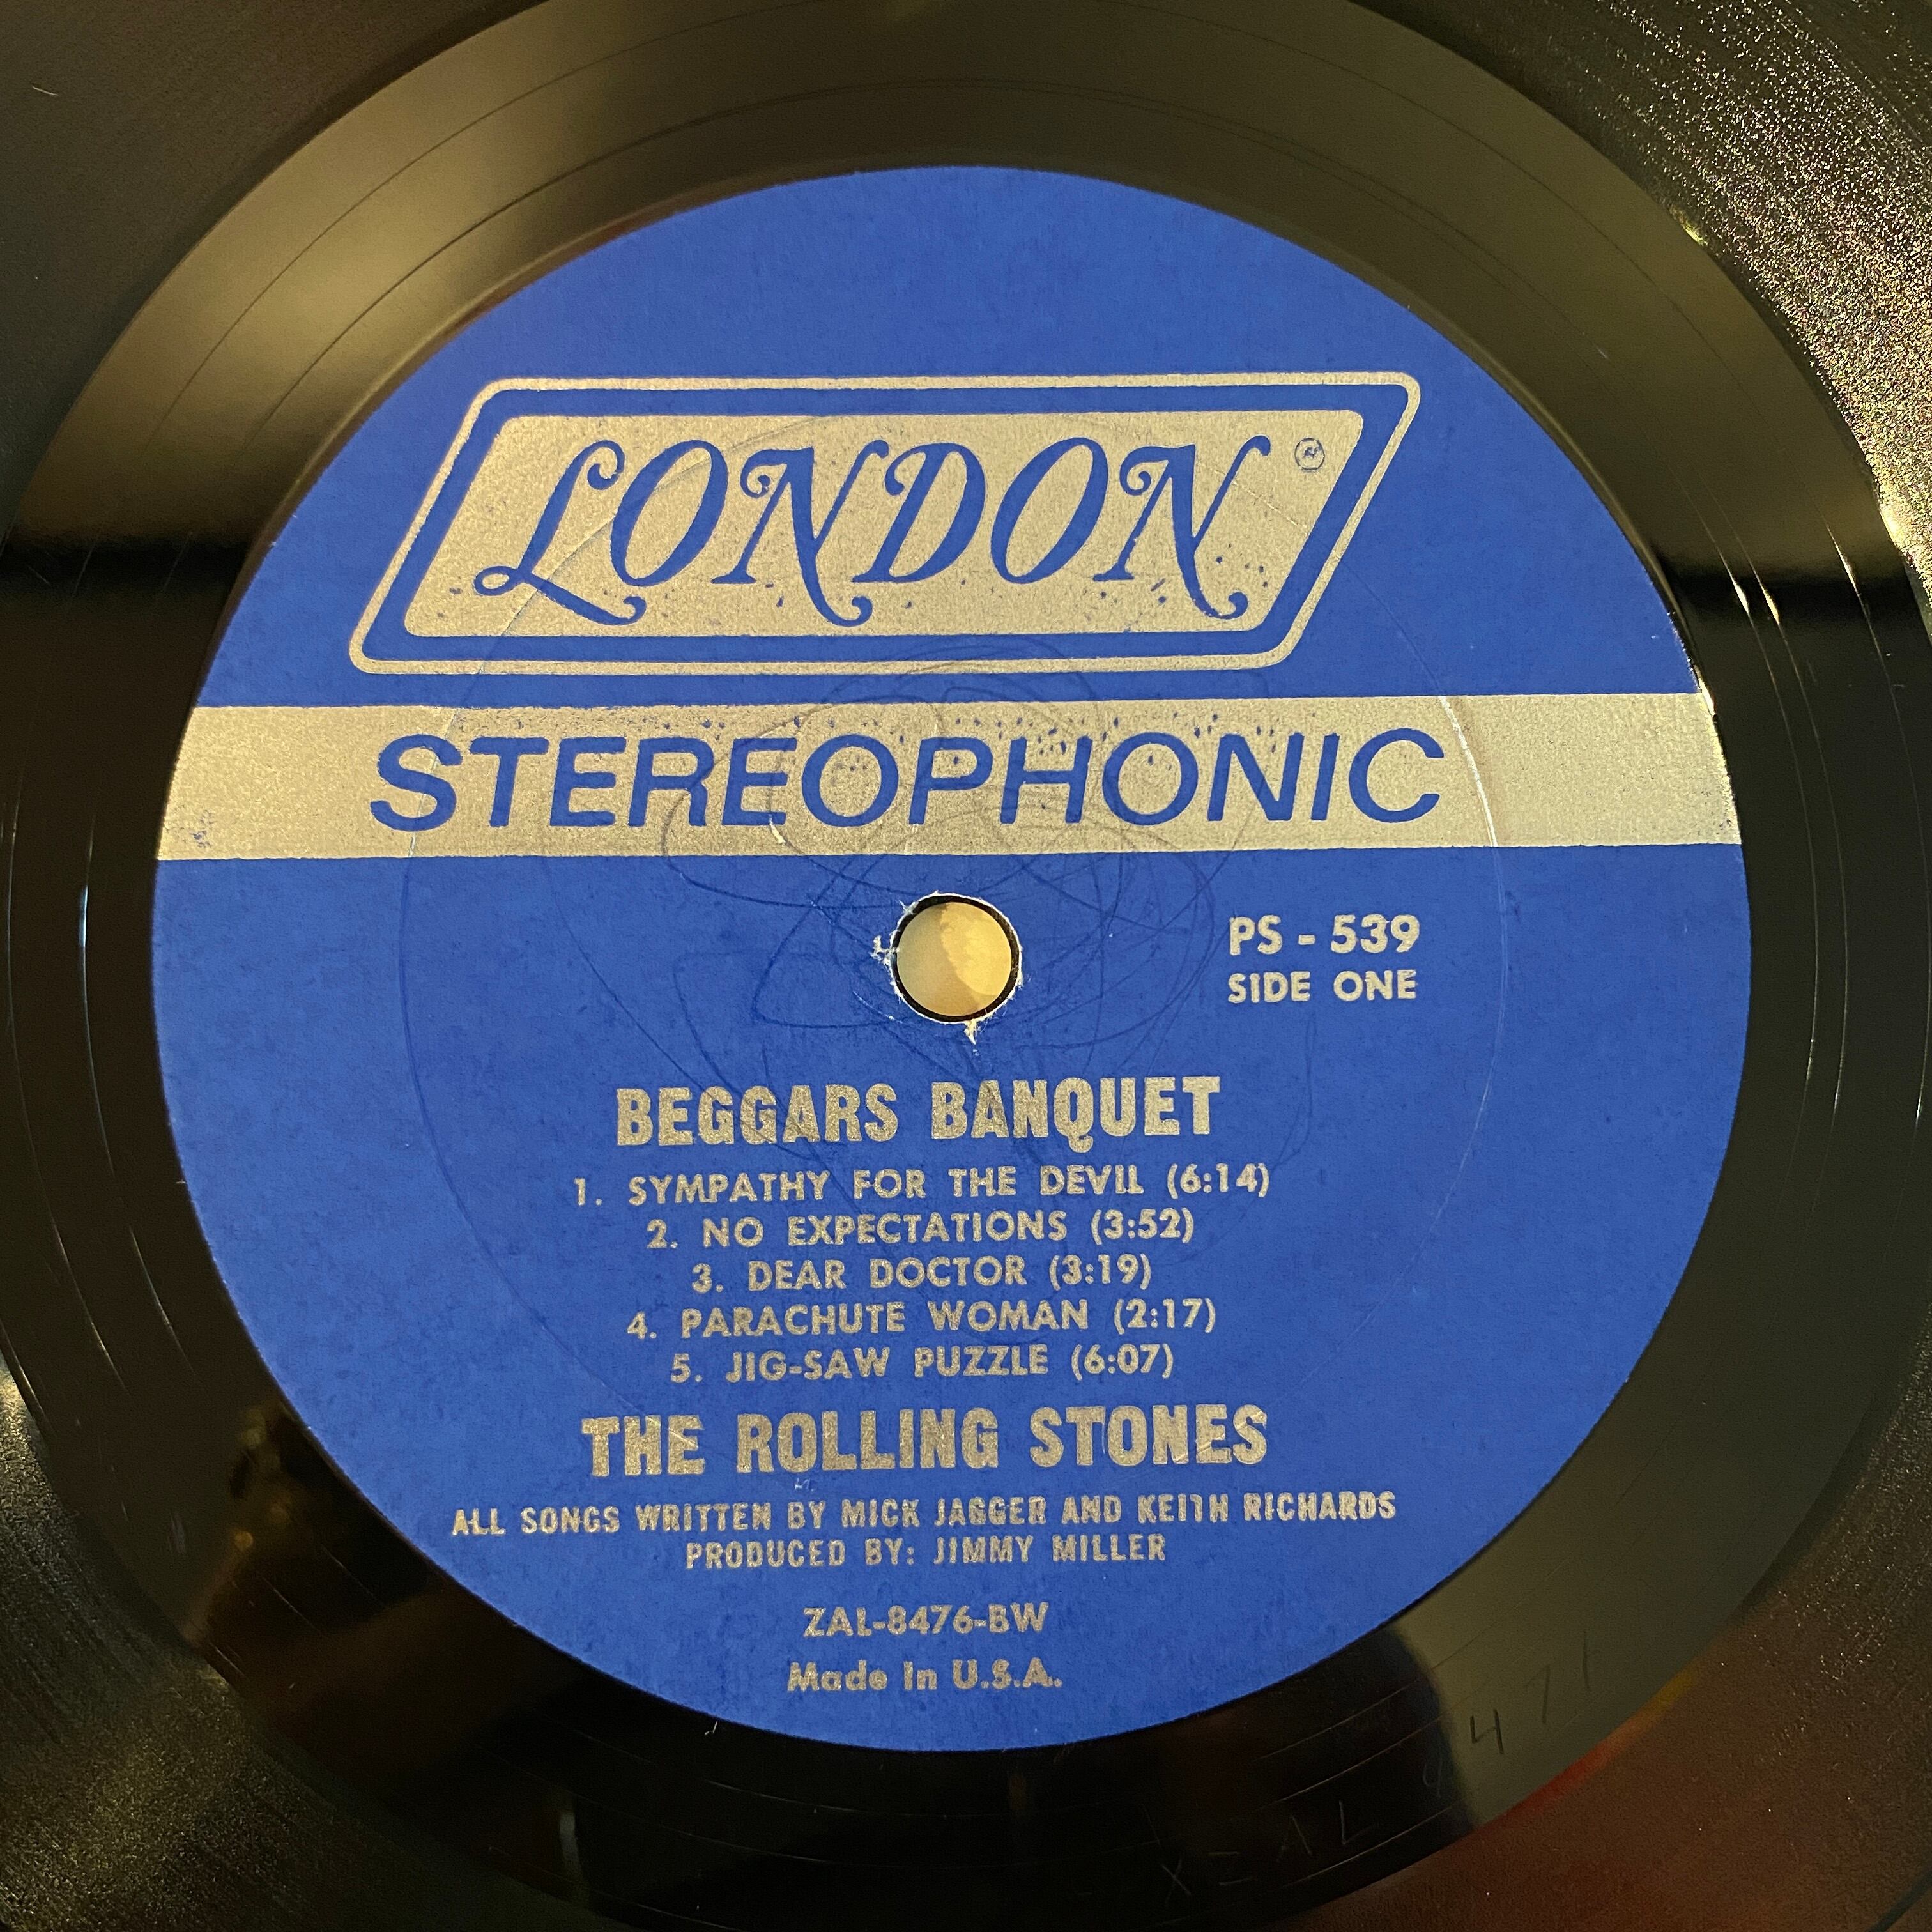 LONDON ®
STEREOPHONIC
PS - 539
SIDE ONE
BEGGARS BANQUET
1. SYMPATHY FOR THE DEVIL (6:14)
2. NO EXPECTATIONS (3:52)
3. DEAR DOCTOR (3:19)
4. PARACHUTE WOMAN (2:17)
5. JIG-SAW PUZZLE (6:07)
THE ROLLING STONES
ALL SONGS WRITTEN BY MICK JAGGER AND KEITH RICHARDS
PRODUCED BY: JIMMY MILLER
ZAL-8476-BW
Made In U.S.A.